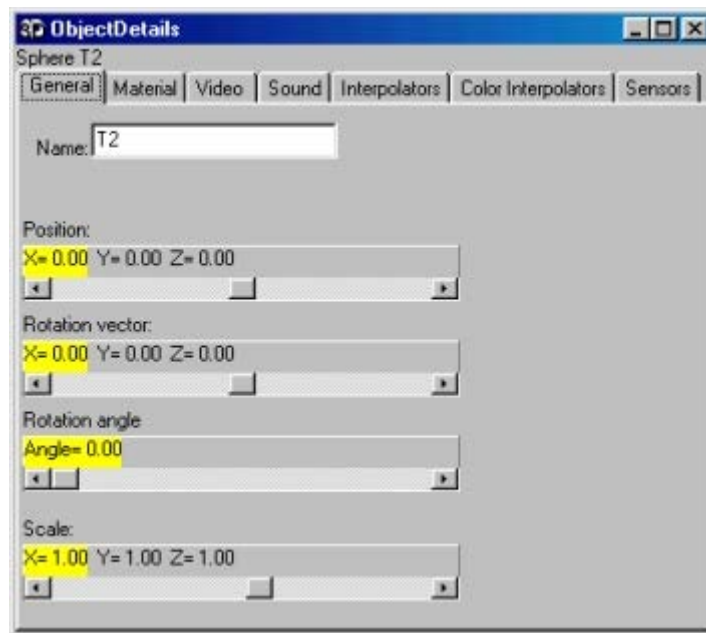 ObjectDetails
Sphere T2
General Material Video Sound Interpolators Color Interpolators Sensors
Name: T2
Position:
X= 0.00 Y= 0.00 Z= 0.00
Rotation vector:
X= 0.00 Y= 0.00 Z= 0.00
Rotation angle
Angle= 0.00
Scale:
X= 1.00 Y= 1.00 Z= 1.00